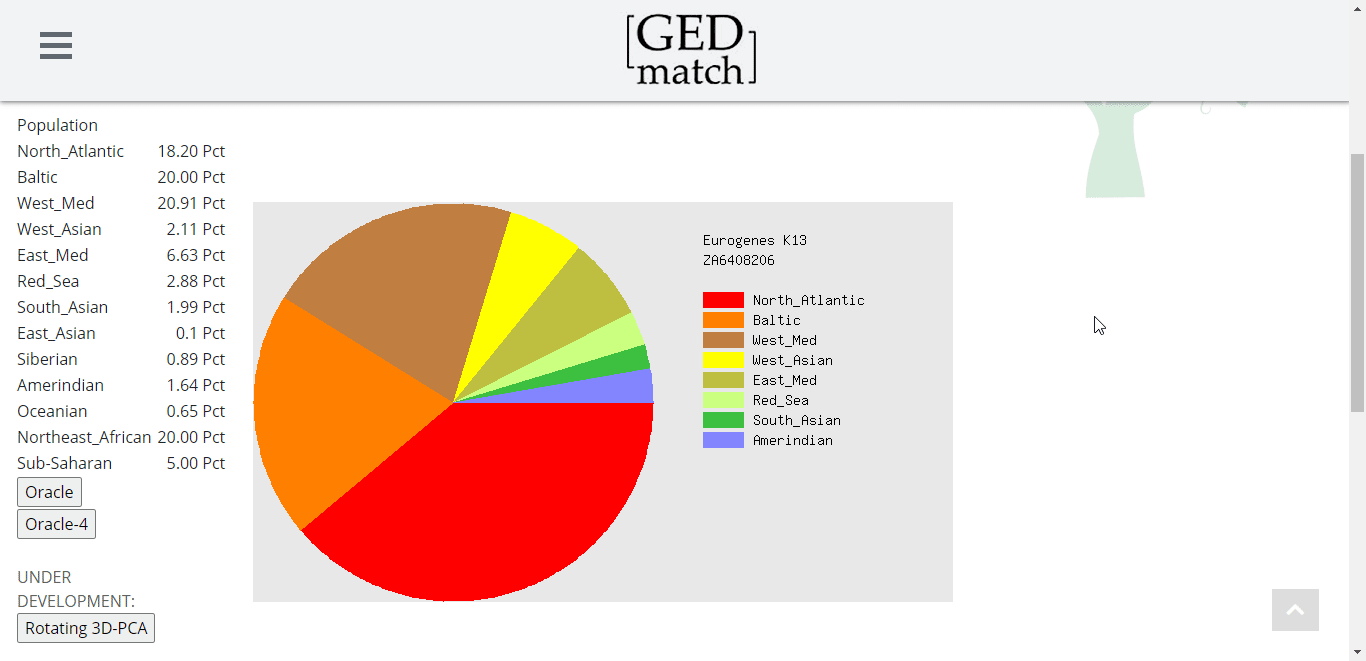 [GED
match]
Population
North_Atlantic 18.20 Pct
Baltic 20.00 Pct
West_Med 20.91 Pct
West_Asian 2.11 Pct
East_Med 6.63 Pct
Red_Sea 2.88 Pct
South_Asian 1.99 Pct
East_Asian 0.1 Pct
Siberian 0.89 Pct
Amerindian 1.64 Pct
Oceanian 0.65 Pct
Northeast_African 20.00 Pct
Sub-Saharan 5.00 Pct
Oracle
Oracle-4
UNDER
DEVELOPMENT:
Rotating 3D-PCA
Eurogenes K13
ZA6408206
North_Atlantic
Baltic
West_Med
West_Asian
East_Med
Red_Sea
South_Asian
Amerindian